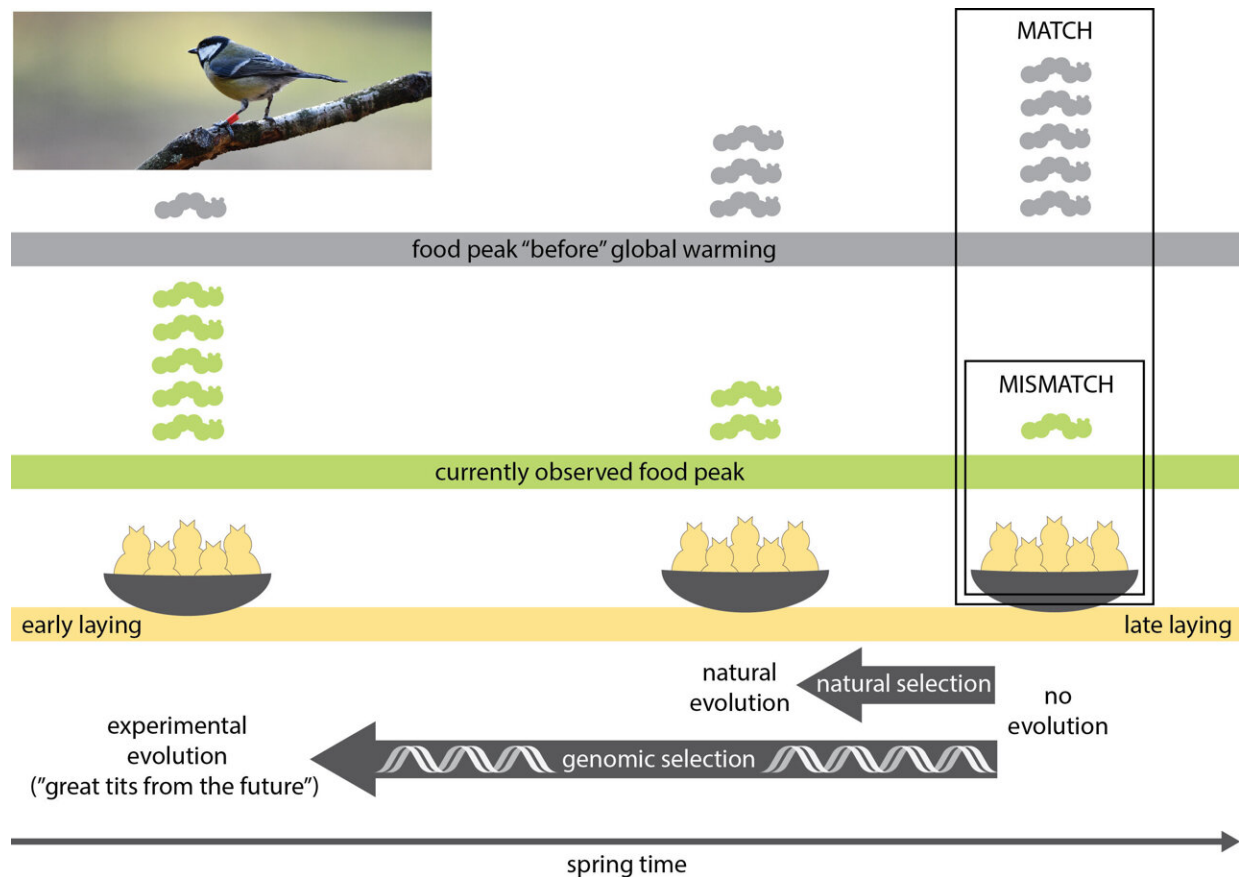 MATCH
food peak “before” global warming
MISMATCH
currently observed food peak
early laying
late laying
natural
evolution
natural selection
no
evolution
experimental
evolution
(”great tits from the future”)
genomic selection
spring time